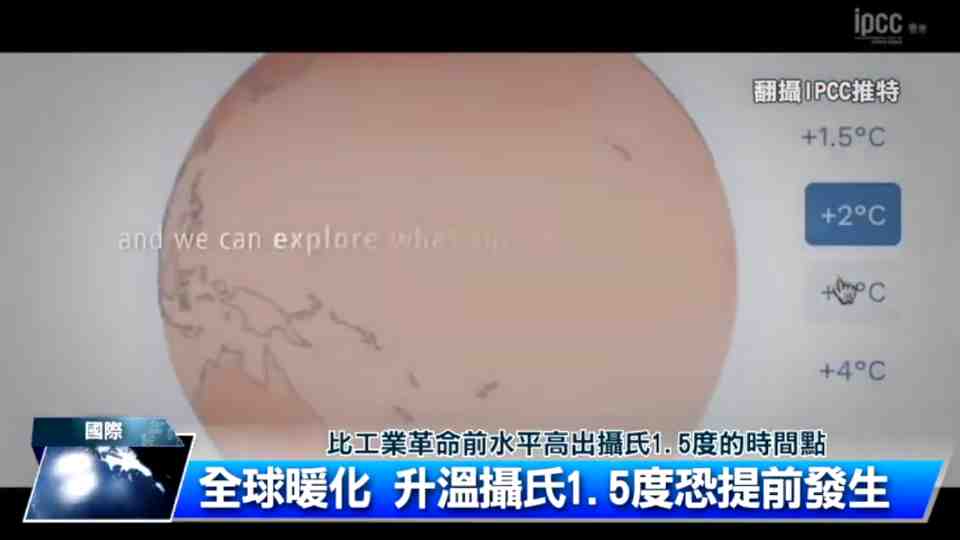 ipcc
翻攝IPCC推特
+1.5°C
+2°C
and we can explore what
+4°C
國際
比工業革命前水平高出攝氏1.5度的時間點
全球暖化 升溫攝氏1.5度恐提前發生